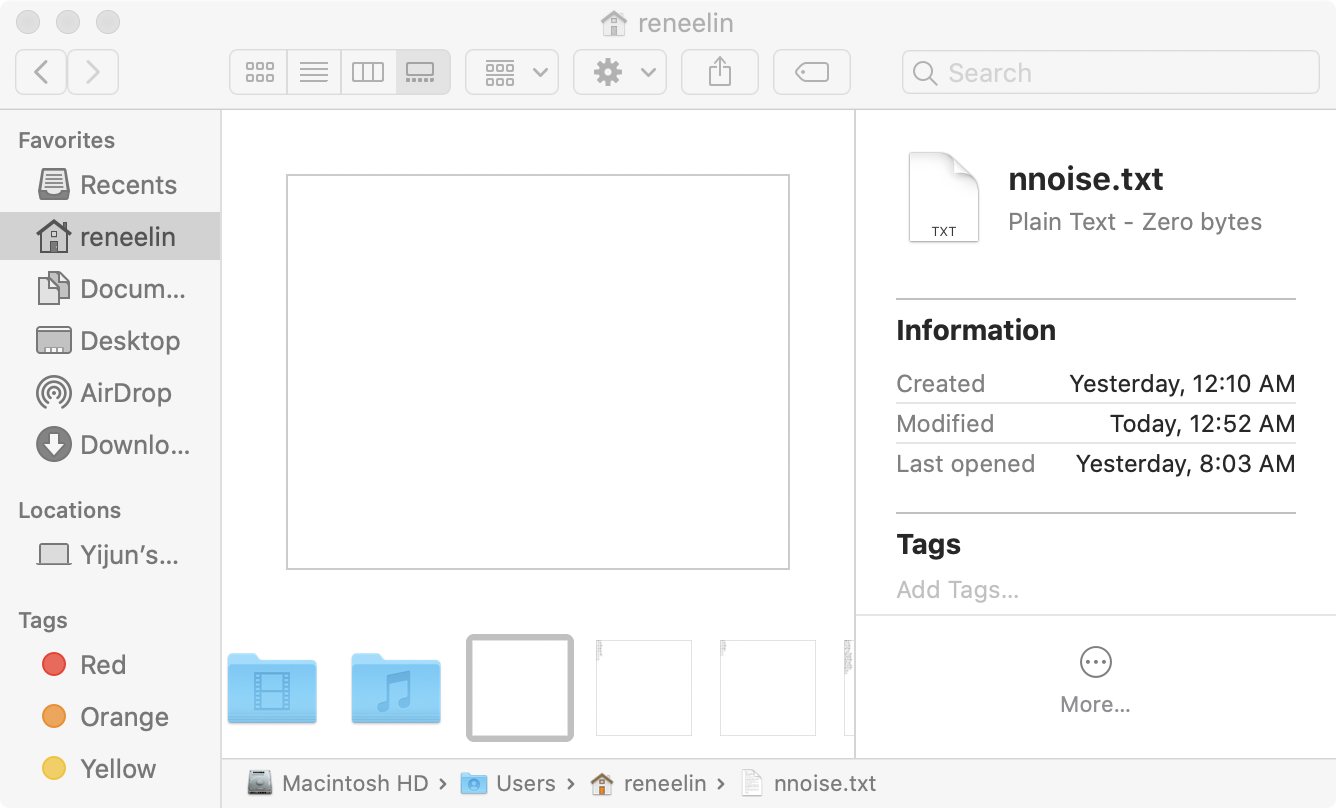 reneelin
Search
Favorites
Recents
reneelin
Docum...
Desktop
AirDrop
Downlo...
Locations
Yijun’s...
Tags
Red
Orange
Yellow
TXT
nnoise.txt
Plain Text - Zero bytes
Information
Created Yesterday, 12:10 AM
Modified Today, 12:52 AM
Last opened Yesterday, 8:03 AM
Tags
Add Tags...
More...
Macintosh HD › Users › reneelin › nnoise.txt